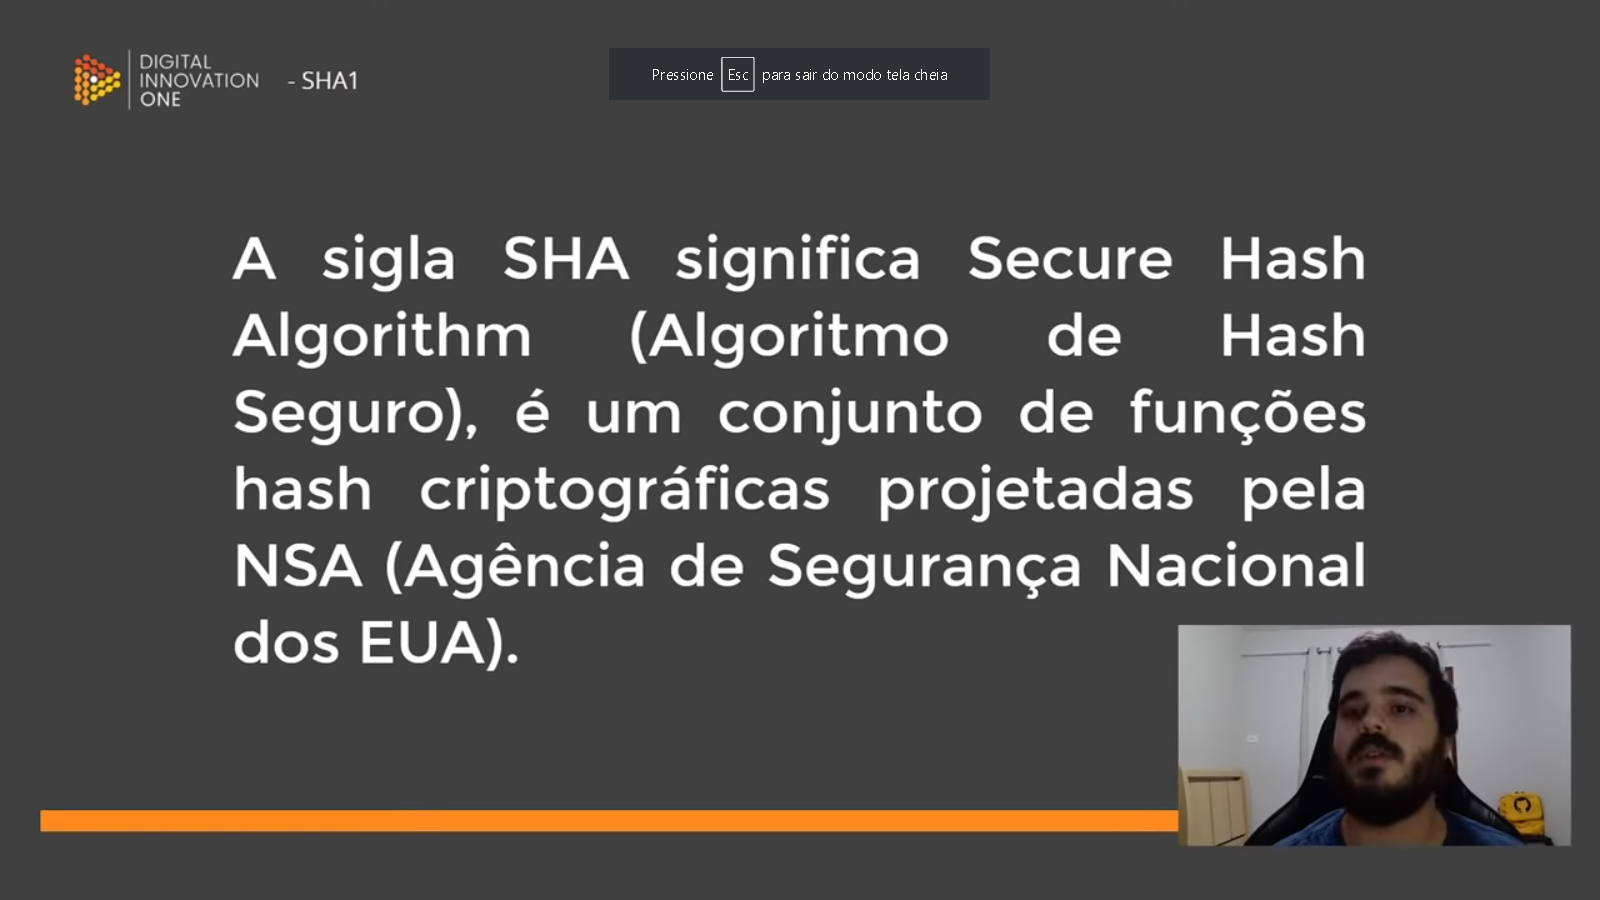 DIGITAL
INNOVATION
ONE
- SHA1
Pressione Esc para sair do modo tela cheia
A sigla SHA significa Secure Hash
Algorithm (Algoritmo de Hash
Seguro), é um conjunto de funções
hash criptográficas projetadas pela
NSA (Agência de Segurança Nacional
dos EUA).